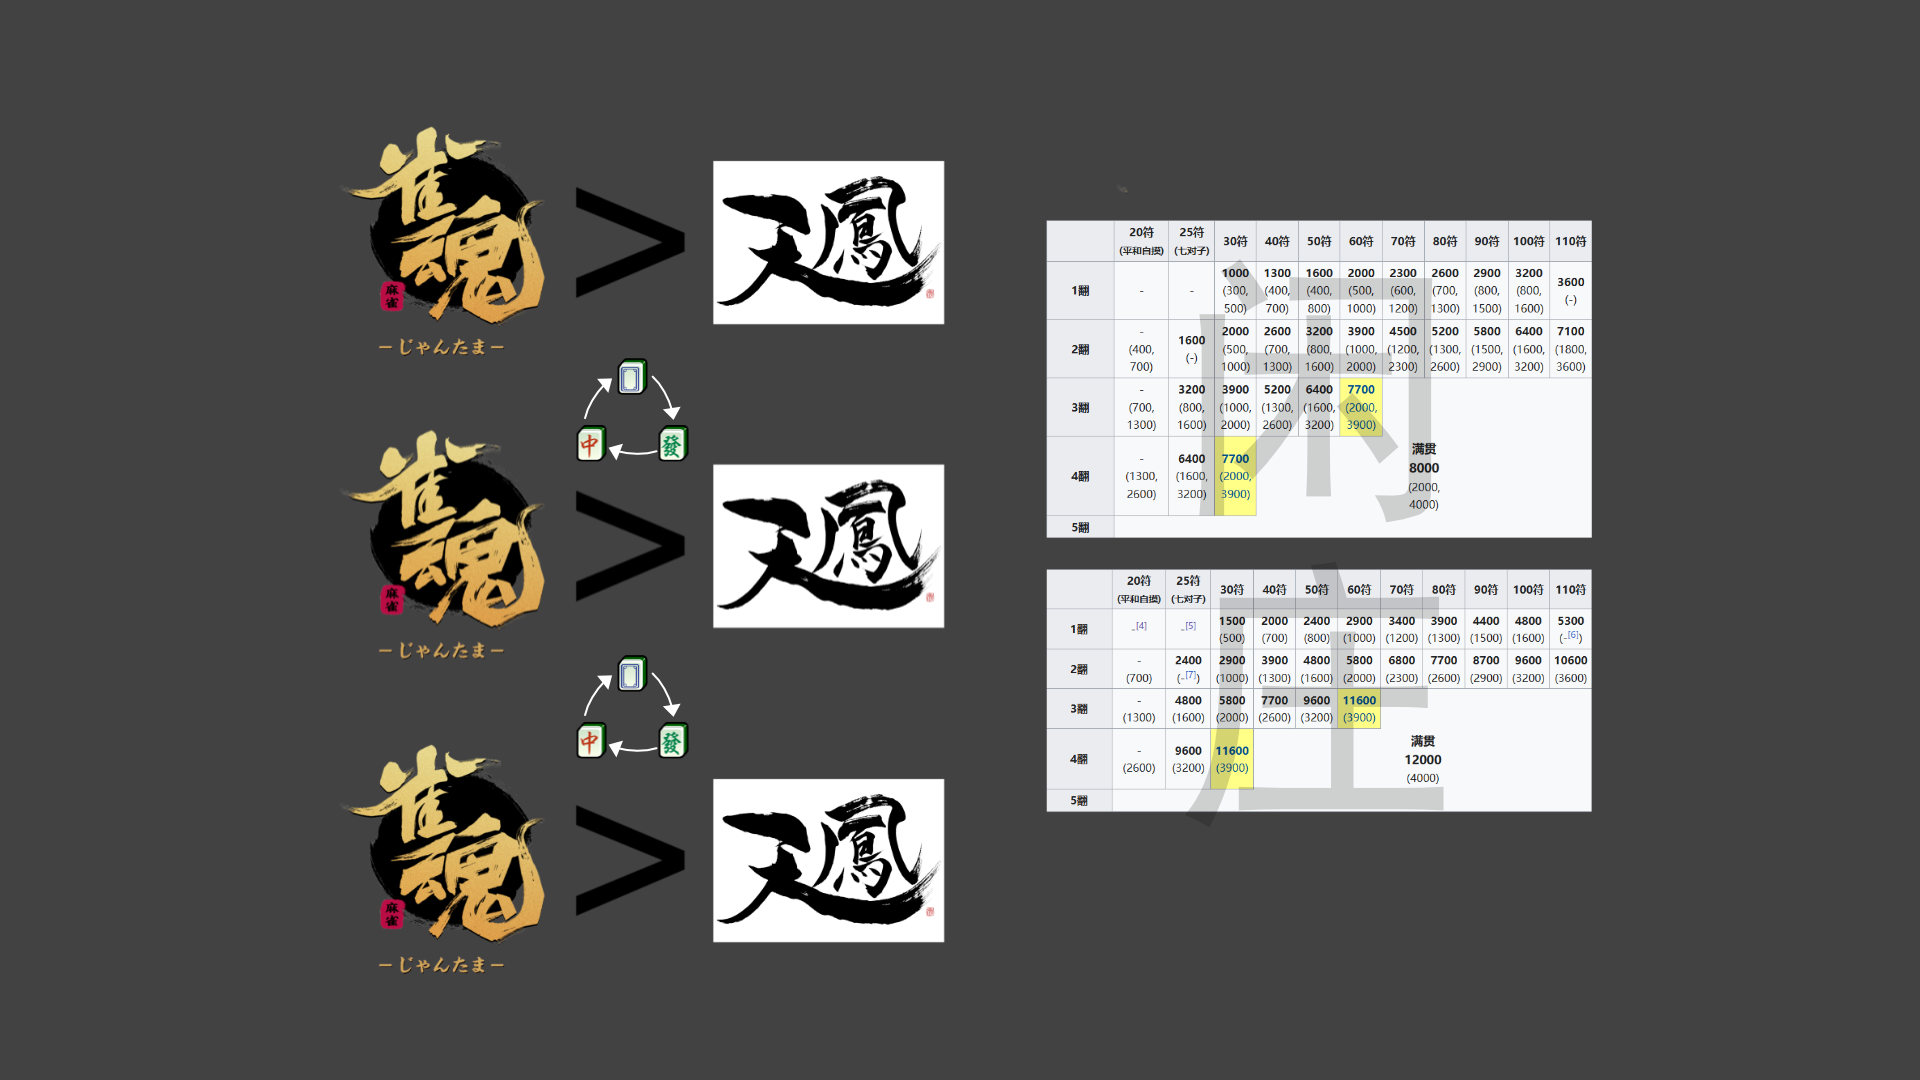 雀魂
麻雀
ーじゃんたまー
>
天鳳
中 發
雀魂
麻雀
ーじゃんたまー
>
天鳳
中 發
雀魂
麻雀
ーじゃんたまー
>
天鳳
闲
20符 25符 30符 40符 50符 60符 70符 80符 90符 100符 110符
(平和自摸) (七对子)
1翻 - - 1000 1300 1600 2000 2300 2600 2900 3200 3600
(300, (400, (400, (500, (600, (700, (800, (800, (-)
500) 700) 800) 1000) 1200) 1300) 1500) 1600)
2翻 - 1600 2000 2600 3200 3900 4500 5200 5800 6400 7100
(400, (-) (500, (700, (800, (1000, (1200, (1300, (1500, (1600, (1800,
700) 1000) 1300) 1600) 2000) 2300) 2600) 2900) 3200) 3600)
3翻 - 3200 3900 5200 6400 7700
(700, (800, (1000, (1300, (1600, (2000,
1300) 1600) 2000) 2600) 3200) 3900)
4翻 - 6400 7700 满贯
(1300, (1600, (2000, 8000
2600) 3200) 3900) (2000,
4000)
5翻
庄
20符 25符 30符 40符 50符 60符 70符 80符 90符 100符 110符
(平和自摸) (七对子)
1翻 -[4] -[5] 1500 2000 2400 2900 3400 3900 4400 4800 5300
(500) (700) (800) (1000) (1200) (1300) (1500) (1600) (-[6])
2翻 - 2400 2900 3900 4800 5800 6800 7700 8700 9600 10600
(700) (-[7]) (1000) (1300) (1600) (2000) (2300) (2600) (2900) (3200) (3600)
3翻 - 4800 5800 7700 9600 11600
(1300) (1600) (2000) (2600) (3200) (3900)
4翻 - 9600 11600 满贯
(2600) (3200) (3900) 12000
(4000)
5翻